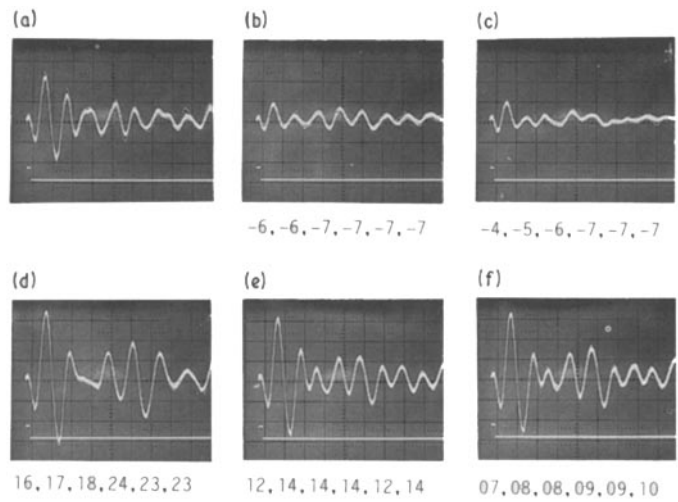 (a)
(b)
(c)
-6,-6,-7,-7,-7,-7
-4,-5,-6,-7,-7,-7
(d)
(e)
(f)
16,17,18,24,23,23
12,14,14,14,12,14
07,08,08,09,09,10